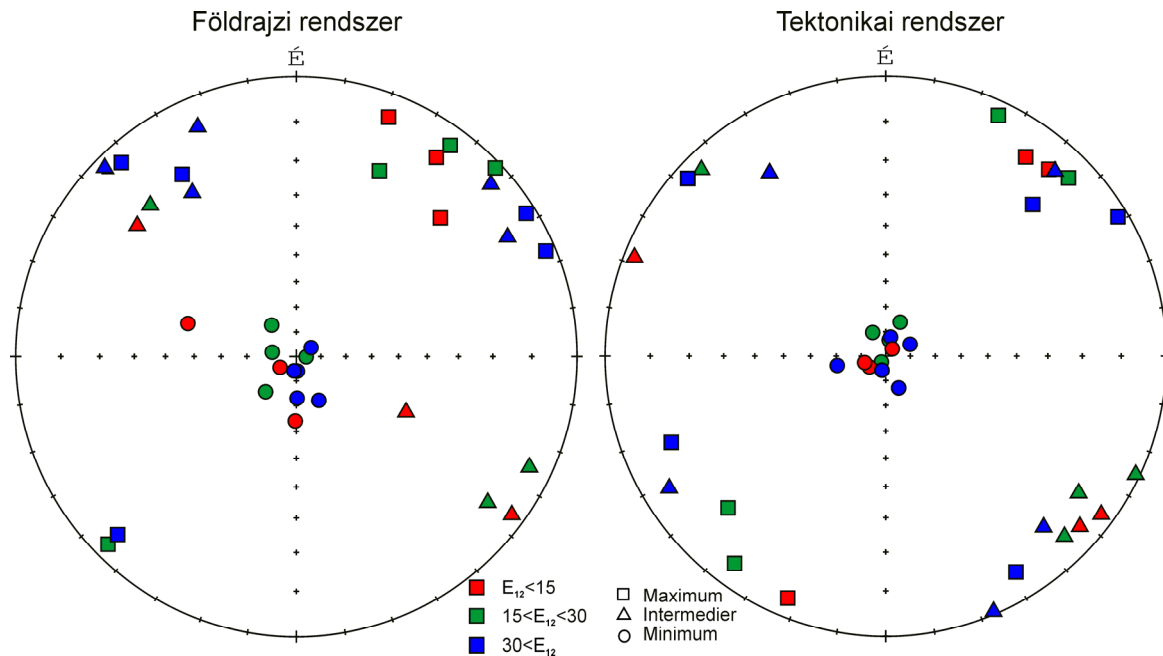 Földrajzi rendszer
Tektonikai rendszer
É
É
E₁₂<15
15<E₁₂<30
30<E₁₂
Maximum
Intermedier
Minimum